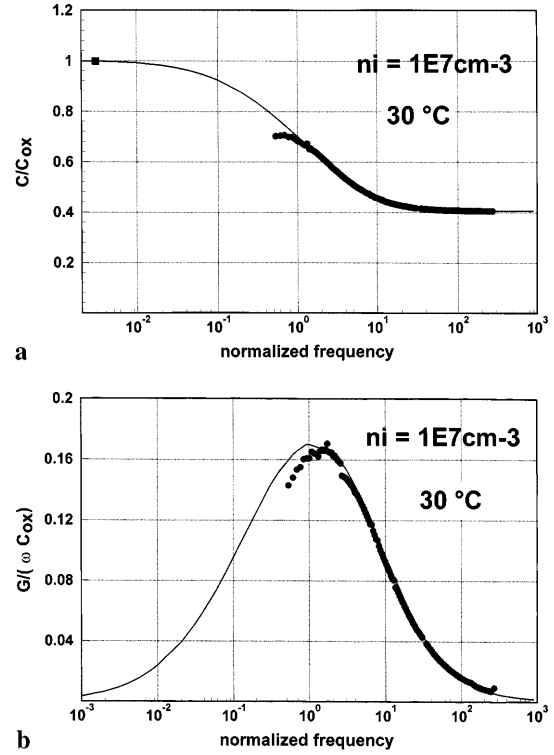 1.2
1
ni = 1E7cm-3
0.8
30 °C
C/Cox
0.6
0.4
0.2
10-2 10-1 100 101 102 103
a normalized frequency
0.2
ni = 1E7cm-3
0.16
30 °C
0.12
G/( ω Cox)
0.08
0.04
10-3 10-2 10-1 100 101 102 103
b normalized frequency